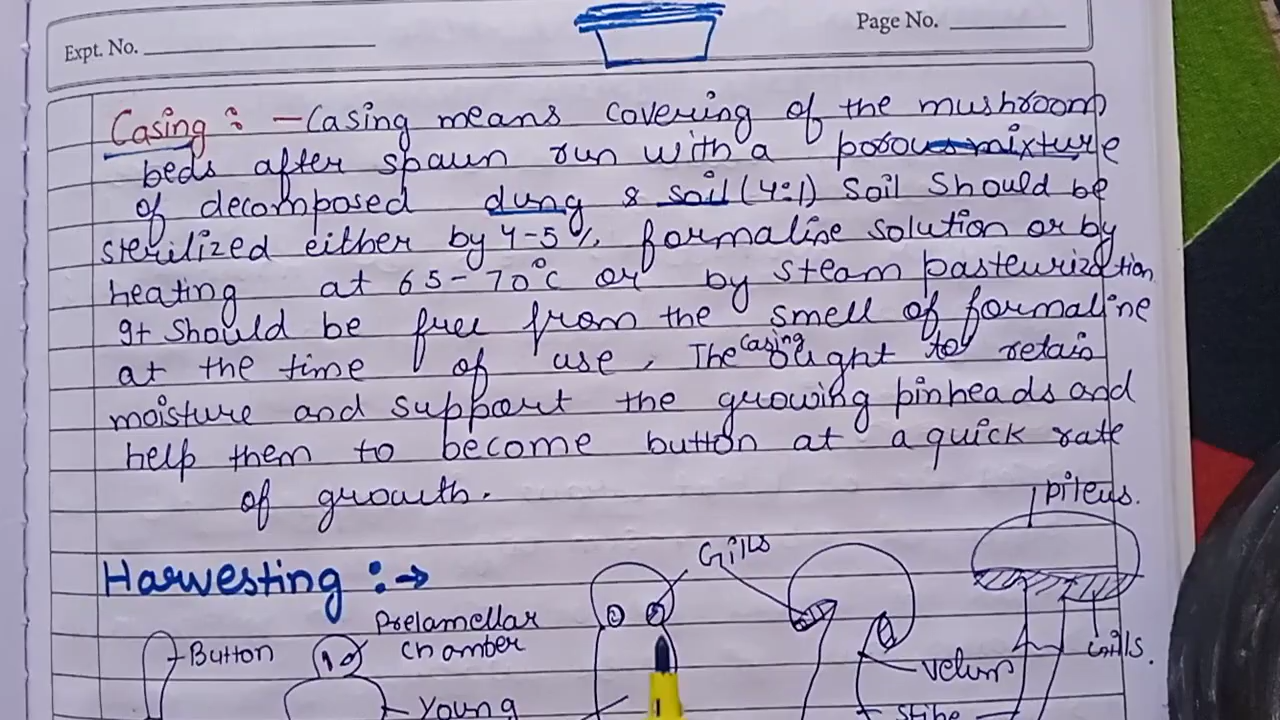 Expt. No.
Page No.
Casing : - Casing means covering of the mushroom
beds after spawn run with a porous mixture
of decomposed dung & soil (4:1) soil should be
sterilized either by 4-5% formaline solution or by
heating at 65-70°C or by steam pasteurization
It should be free from the smell of formaline
at the time of use. The casing ought to retain
moisture and support the growing pinheads and
help them to become button at a quick rate
of growth.
Pileus.
Harvesting :→
Gills
Prelamellar
chamber
Button
Gills.
Velum
Young
Stipe